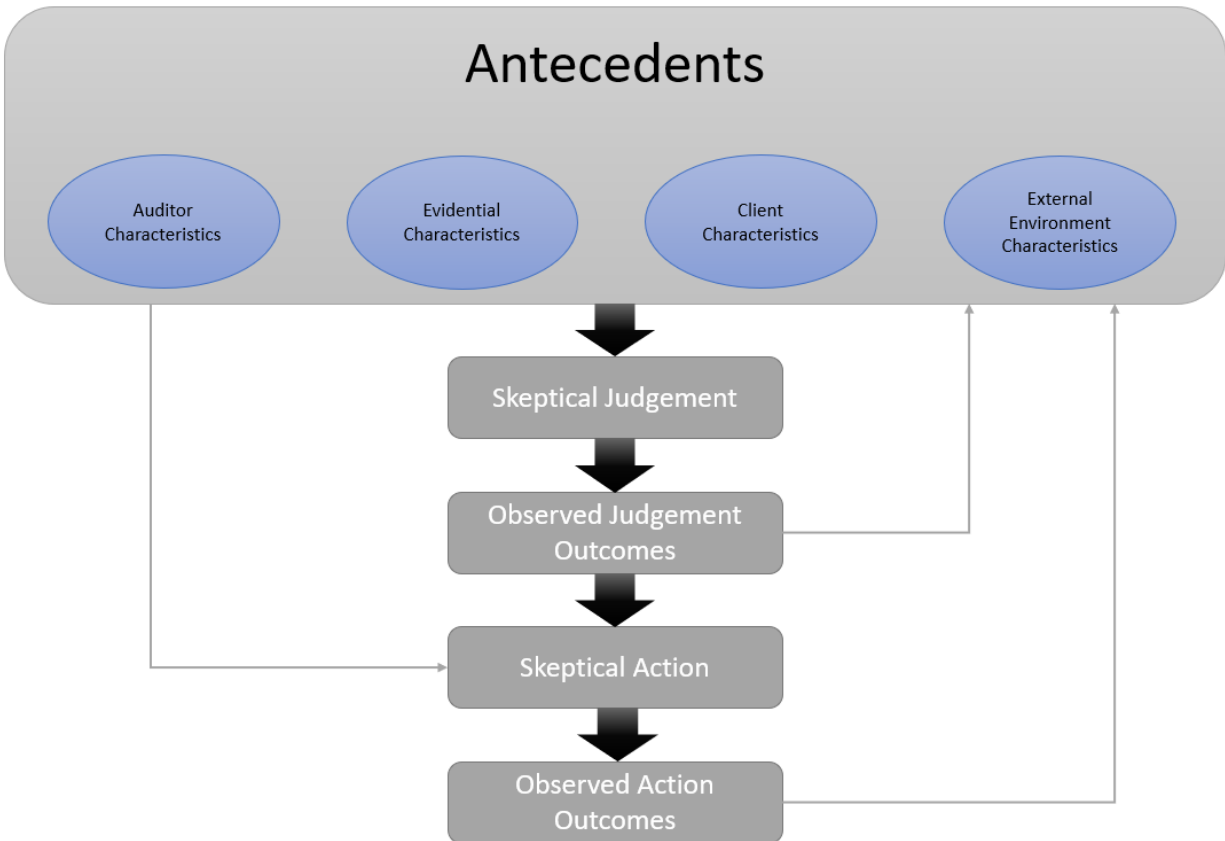 Antecedents
Auditor
Characteristics
Evidential
Characteristics
Client
Characteristics
External
Environment
Characteristics
Skeptical Judgement
Observed Judgement
Outcomes
Skeptical Action
Observed Action
Outcomes